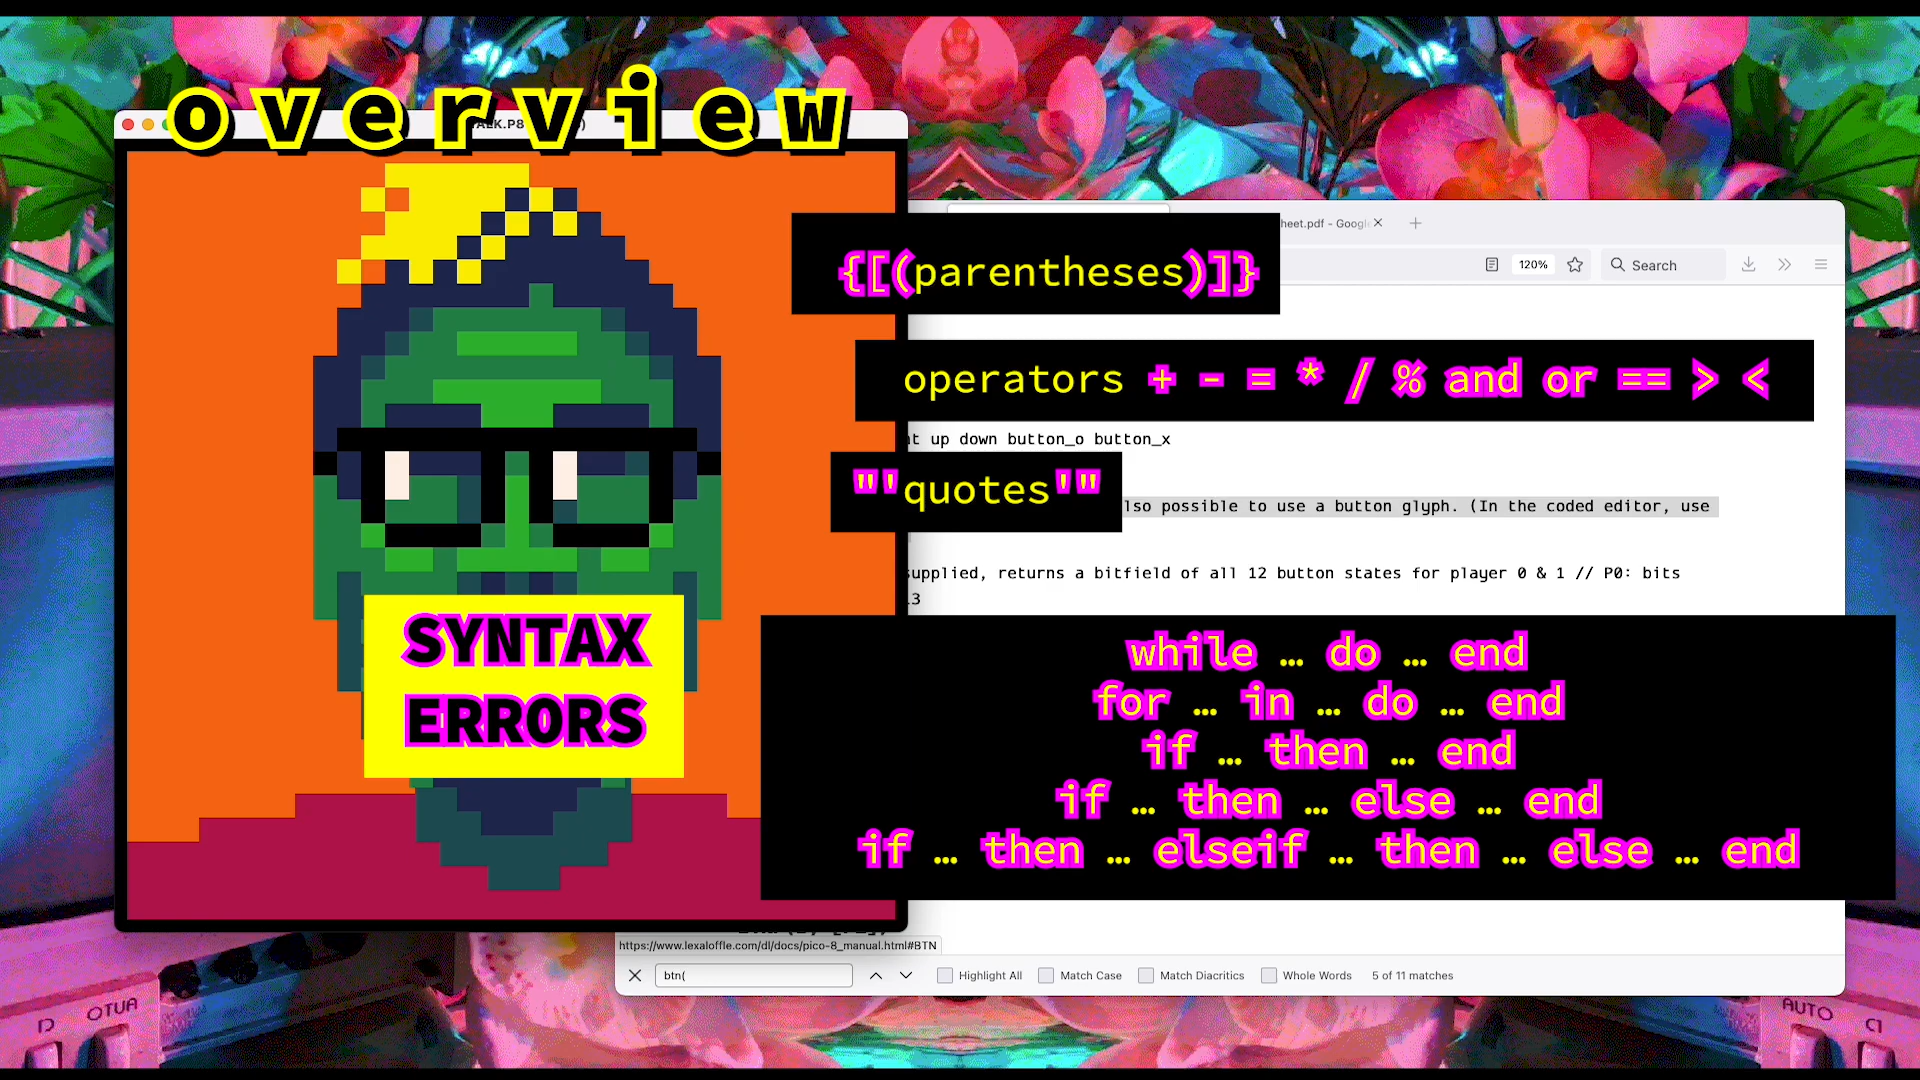 overview
{[(parentheses)]}
heet.pdf - Googl
120%
Search
operators + - = * / % and or == > <
up down button_o button_x
"'quotes'"
lso possible to use a button glyph. (In the coded editor, use
supplied, returns a bitfield of all 12 button states for player 0 & 1 // P0: bits
SYNTAX
ERRORS
while … do … end
for … in … do … end
if … then … end
if … then … else … end
if … then … elseif … then … else … end
https://www.lexaloffle.com/dl/docs/pico-8_manual.html#BTN
btn(
Highlight All
Match Case
Match Diacritics
Whole Words
5 of 11 matches
AUTO
OTUA